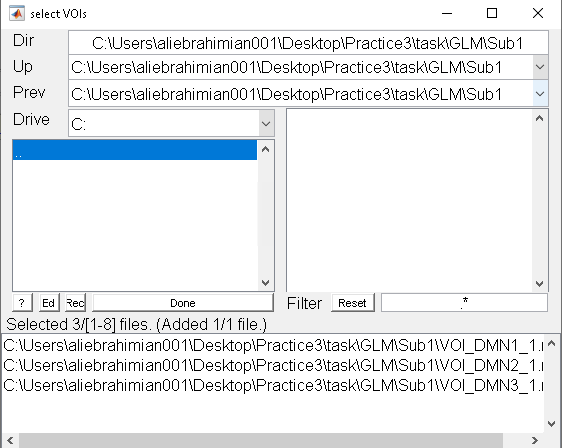 select VOIs
Dir C:\Users\aliebrahimian001\Desktop\Practice3\task\GLM\Sub1
Up C:\Users\aliebrahimian001\Desktop\Practice3\task\GLM\Sub1
Prev C:\Users\aliebrahimian001\Desktop\Practice3\task\GLM\Sub1
Drive C:
..
? Ed Rec Done Filter Reset .*
Selected 3/[1-8] files. (Added 1/1 file.)
C:\Users\aliebrahimian001\Desktop\Practice3\task\GLM\Sub1\VOI_DMN1_1.
C:\Users\aliebrahimian001\Desktop\Practice3\task\GLM\Sub1\VOI_DMN2_1.
C:\Users\aliebrahimian001\Desktop\Practice3\task\GLM\Sub1\VOI_DMN3_1.